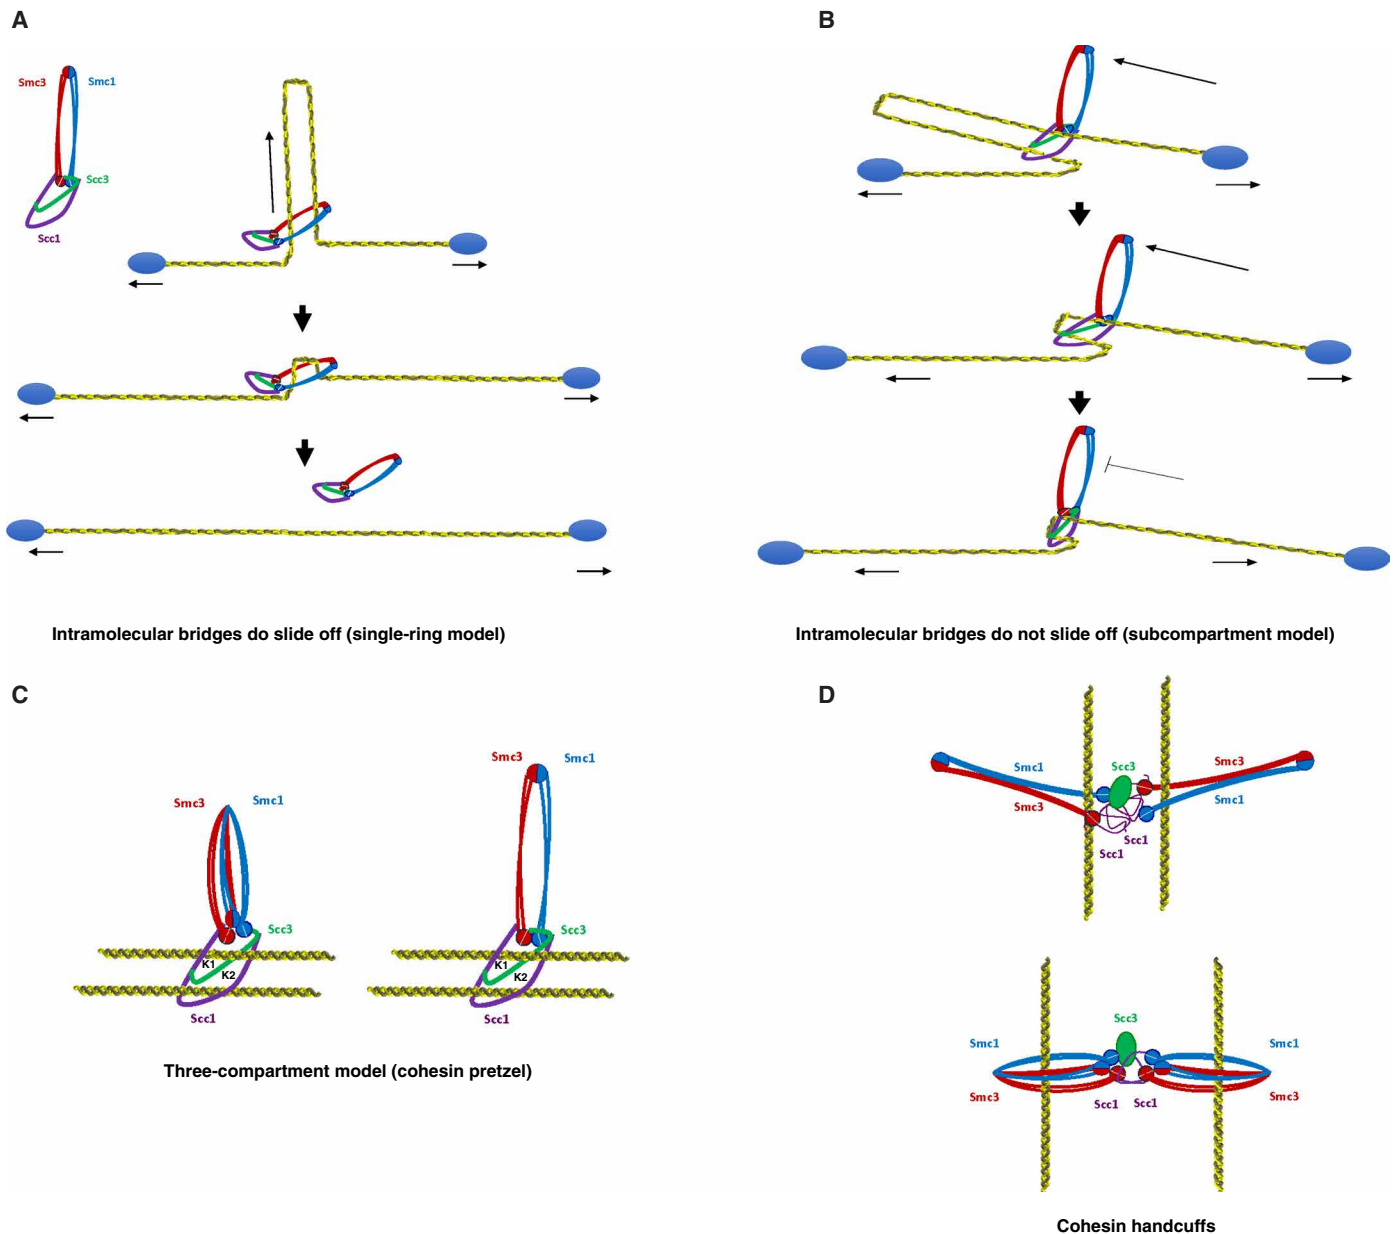 A
Smc3
Smc1
Scc3
Scc1
Intramolecular bridges do slide off (single-ring model)
B
Intramolecular bridges do not slide off (subcompartment model)
C
Smc3
Smc1
Scc3
K1
K2
Scc1
Smc3
Smc1
Scc3
K1
K2
Scc1
Three-compartment model (cohesin pretzel)
D
Smc1
Scc3
Smc3
Smc3
Smc1
Scc1
Scc1
Scc3
Smc1
Smc1
Smc3
Scc1
Scc1
Smc3
Cohesin handcuffs